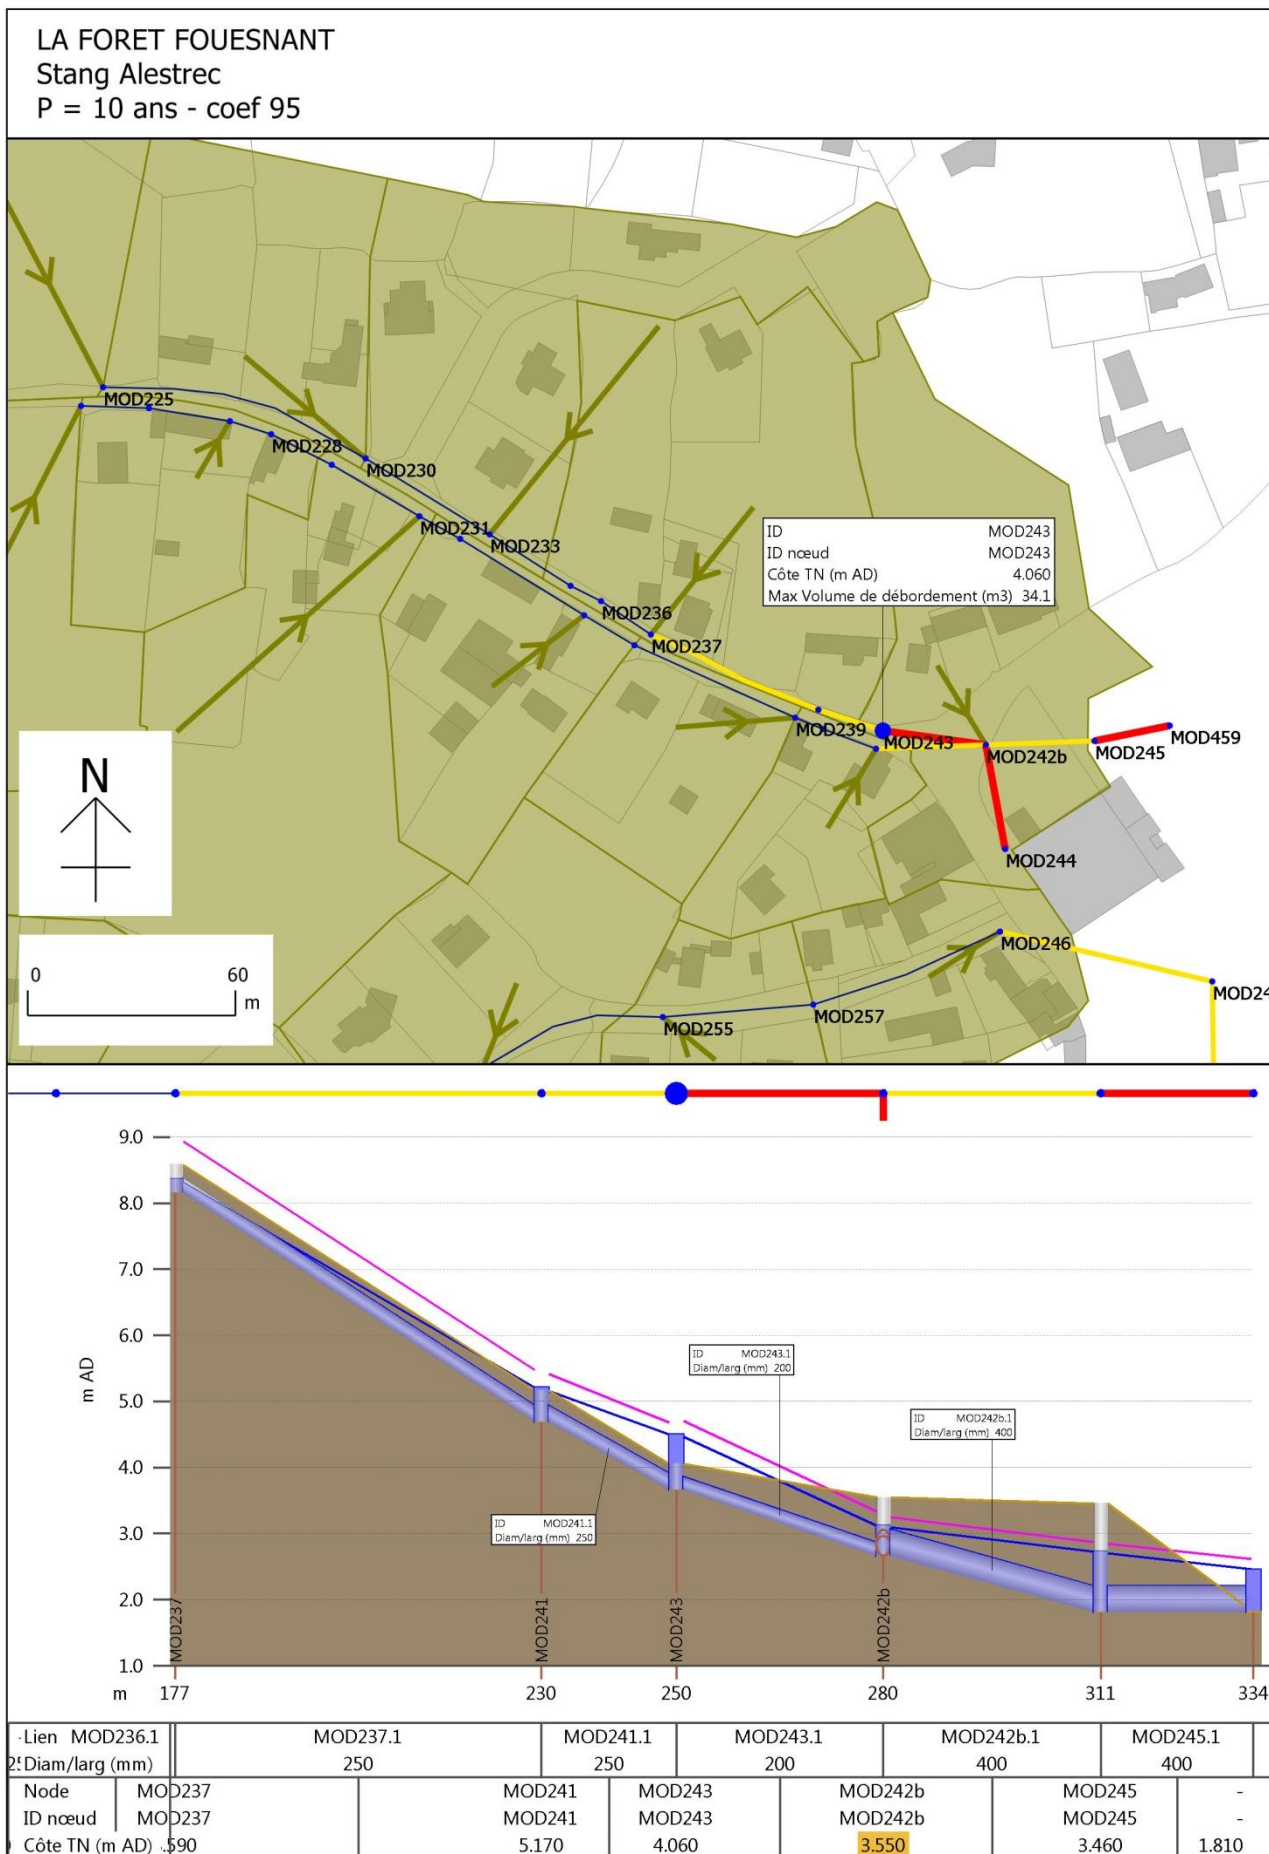 LA FORET FOUESNANT
Stang Alestrec
P = 10 ans - coef 95
MOD225
MOD228
MOD230
MOD231
MOD233
MOD236
MOD237
ID MOD243
ID nœud MOD243
Côte TN (m AD) 4.060
Max Volume de débordement (m3) 34.1
MOD239
MOD243
MOD242b
MOD245
MOD459
MOD244
MOD246
MOD24
MOD257
MOD255
N
0 60
m
9.0
8.0
7.0
6.0
5.0
4.0
3.0
2.0
1.0
m AD
ID MOD243.1
Diam/larg (mm) 200
ID MOD242b.1
Diam/larg (mm) 400
ID MOD241.1
Diam/larg (mm) 250
MOD237
MOD241
MOD243
MOD242b
m 177 230 250 280 311 334
Lien MOD236.1 MOD237.1 MOD241.1 MOD243.1 MOD242b.1 MOD245.1
Diam/larg (mm) 250 250 200 400 400
Node MOD237 MOD241 MOD243 MOD242b MOD245 -
ID nœud MOD237 MOD241 MOD243 MOD242b MOD245 -
Côte TN (m AD) .590 5.170 4.060 3.550 3.460 1.810